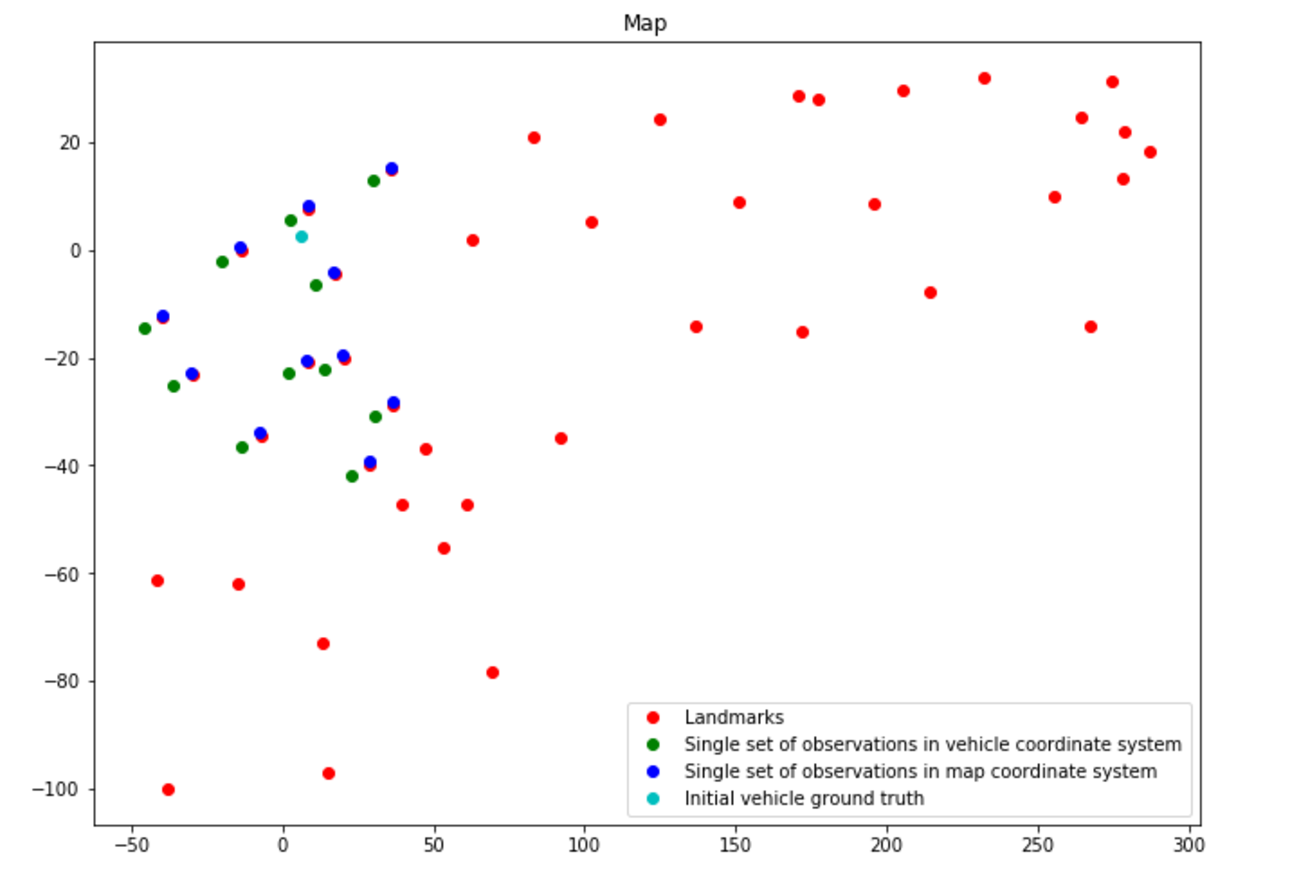 Map
20
0
−20
−40
−60
−80
−100
−50 0 50 100 150 200 250 300
Landmarks
Single set of observations in vehicle coordinate system
Single set of observations in map coordinate system
Initial vehicle ground truth